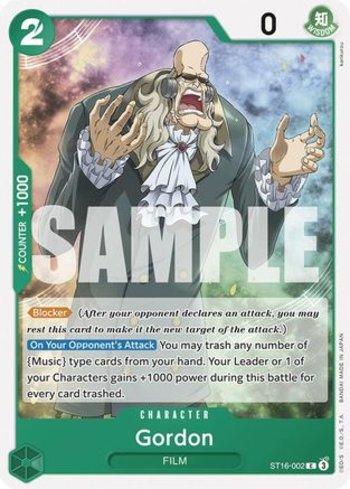 2
0
知
WISDOM
kankurou
COUNTER +1000
SAMPLE
Blocker (After your opponent declares an attack, you may
rest this card to make it the new target of the attack.)
On Your Opponent's Attack You may trash any number of
{Music} type cards from your hand. Your Leader or 1 of
your Characters gains +1000 power during this battle for
every card trashed.
CHARACTER
Gordon
FILM
ST16-002 C 3
©E.O./S., T.A. BANDAI MADE IN JAPAN